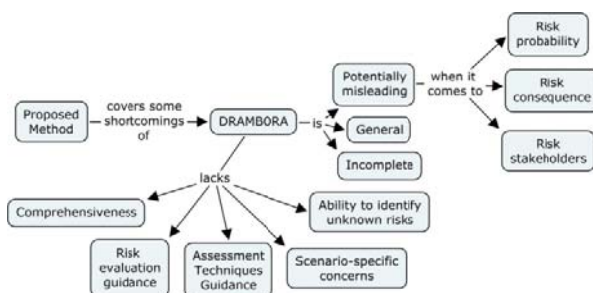 Proposed
Method
covers some
shortcomings
of
DRAMBORA
is
Potentially
misleading
General
Incomplete
when it
comes to
Risk
probability
Risk
consequence
Risk
stakeholders
lacks
Comprehensiveness
Risk
evaluation
guidance
Assessment
Techniques
Guidance
Scenario-specific
concerns
Ability to identify
unknown risks